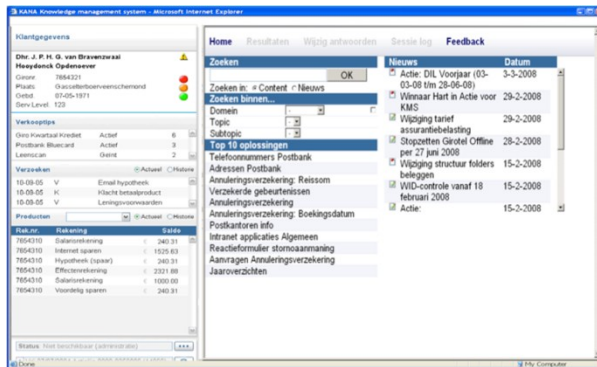 KANA Knowledge management system - Microsoft Internet Explorer
Klantgegevens
Dhr. J. P. H. G. van Bravenzwaai
Heeydonck Opdensever
Gesnr. 7884321
Plaats Gasselterboerveenschemond
Gebd. 07-05-1971
Serv.Level 123
Verkooptips
Giro Kwartaal Krediet Actief 6
Postbank Bluecard Actief 3
Leenscan Geint 2
Verzoeken Actueel Historie
10-09-05 V Email hypotheek
10-09-05 K Klacht betaalproduct
10-09-05 V Leningsvoorwaarden
Producten Actueel Historie
Rek.nr. Rekening Saldo
7654310 Salarisrekening € 240.31
7654310 Internet sparen € 1525.63
7654310 Hypotheek (spaar) € 240.31
7654310 Effectenrekening € 2321.88
7654310 Salarisrekening € 1000.00
7654310 Voordelig sparen € 240.31
Status: Niet beschikbaar (administratie)
Done
Home Resultaten Wijzig antwoorden Sessie log Feedback
Zoeken
OK
Zoeken in: Content Nieuws
Zoeken binnen...
Domein -
Topic -
Subtopic -
Top 10 oplossingen
Telefoonnummers Postbank
Adressen Postbank
Annuleringsverzekering: Reissom
Verzekerde gebeurtenissen
Annuleringsverzekering
Annuleringsverzekering: Boekingsdatum
Postkantoren info
Intranet applicaties Algemeen
Reactieformulier stornoaanmaning
Aanvragen Annuleringsverzekering
Jaaroverzichten
Nieuws Datum
Actie: DIL Voorjaar (03- 3-3-2008
03-08 t/m 28-06-08)
Winnaar Hart in Actie voor 29-2-2008
KMS
Wijziging tarief 29-2-2008
assurantiebelasting
Stopzetten Girotel Offline 28-2-2008
per 27 juni 2008
Wijziging structuur folders 15-2-2008
beleggen
WID-controle vanaf 18 15-2-2008
februari 2008
Actie: 15-2-2008
My Computer